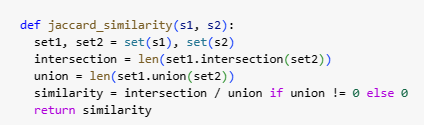 def jaccard_similarity(s1, s2):
  set1, set2 = set(s1), set(s2)
  intersection = len(set1.intersection(set2))
  union = len(set1.union(set2))
  similarity = intersection / union if union != 0 else 0
  return similarity